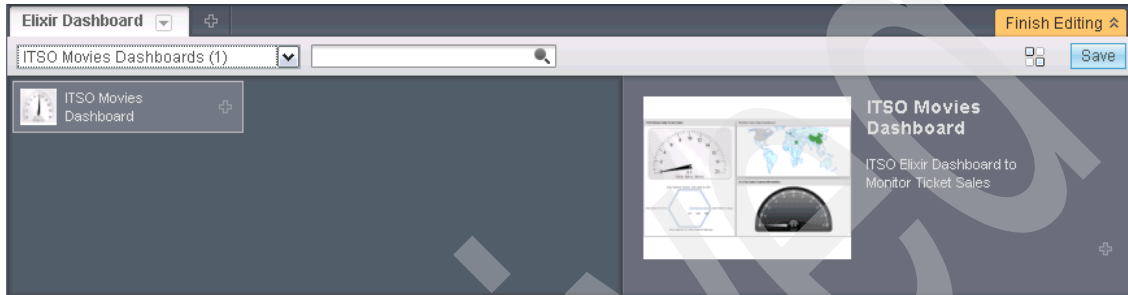 Elixir Dashboard
Finish Editing
ITSO Movies Dashboards (1)
Save
ITSO Movies
Dashboard
ITSO Movies
Dashboard
ITSO Elixir Dashboard to
Monitor Ticket Sales